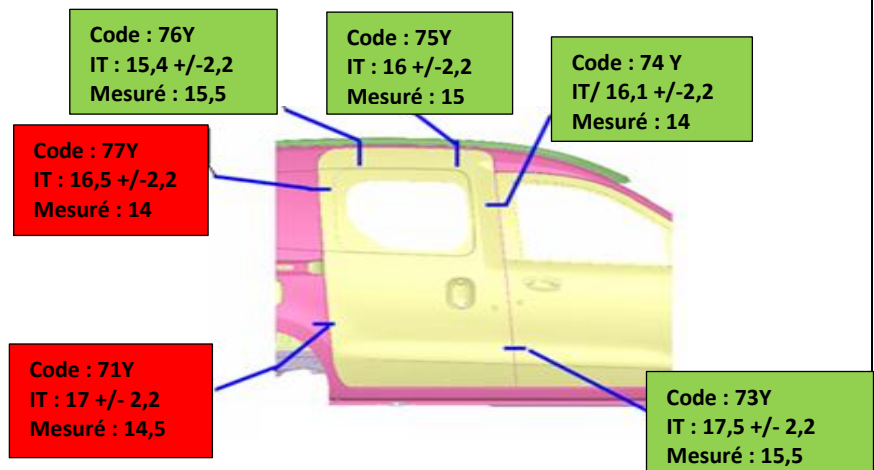 Code : 76Y
IT : 15,4 +/-2,2
Mesuré : 15,5
Code : 75Y
IT : 16 +/-2,2
Mesuré : 15
Code : 74 Y
IT/ 16,1 +/-2,2
Mesuré : 14
Code : 77Y
IT : 16,5 +/-2,2
Mesuré : 14
Code : 71Y
IT : 17 +/- 2,2
Mesuré : 14,5
Code : 73Y
IT : 17,5 +/- 2,2
Mesuré : 15,5